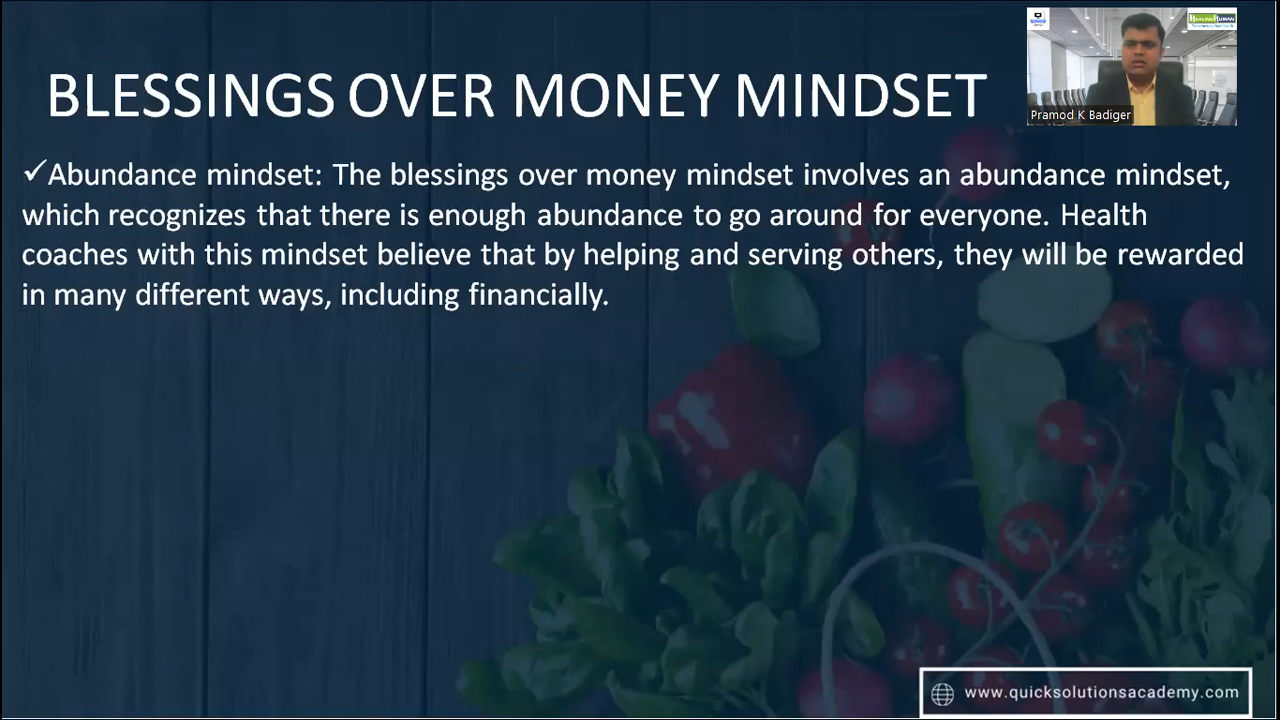 BLESSINGS OVER MONEY MINDSET
HEALINGHUMAN
Pramod K Badiger
✓Abundance mindset: The blessings over money mindset involves an abundance mindset,
which recognizes that there is enough abundance to go around for everyone. Health
coaches with this mindset believe that by helping and serving others, they will be rewarded
in many different ways, including financially.
www.quicksolutionsacademy.com